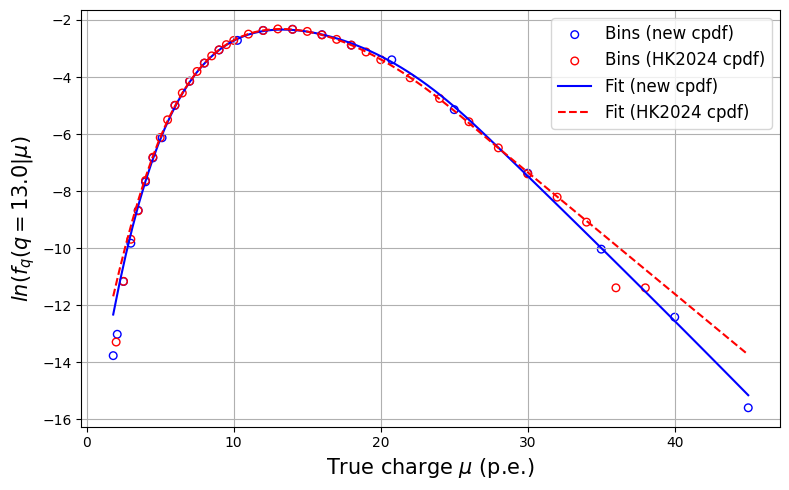 Bins (new cpdf)
Bins (HK2024 cpdf)
Fit (new cpdf)
Fit (HK2024 cpdf)
ln(f_q(q = 13.0|μ)
−2
−4
−6
−8
−10
−12
−14
−16
0 10 20 30 40
True charge μ (p.e.)